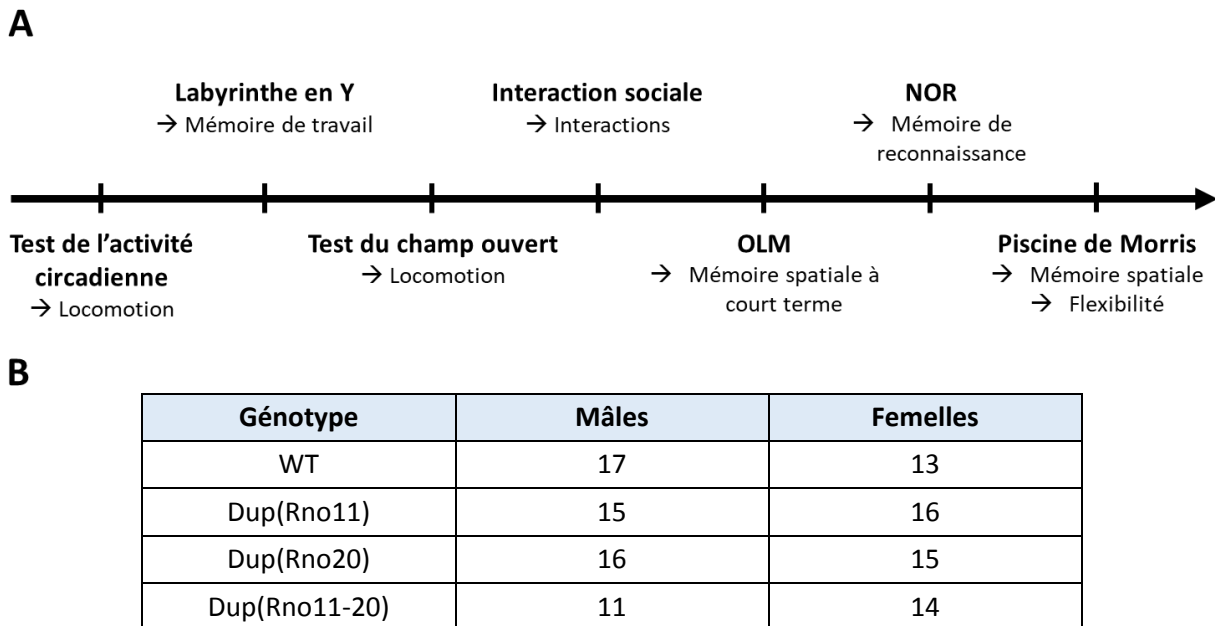 A
Labyrinthe en Y
→ Mémoire de travail
Interaction sociale
→ Interactions
NOR
→ Mémoire de
reconnaissance
Test de l’activité
circadienne
→ Locomotion
Test du champ ouvert
→ Locomotion
OLM
→ Mémoire spatiale à
court terme
Piscine de Morris
→ Mémoire spatiale
→ Flexibilité
B
Génotype Mâles Femelles
WT 17 13
Dup(Rno11) 15 16
Dup(Rno20) 16 15
Dup(Rno11-20) 11 14